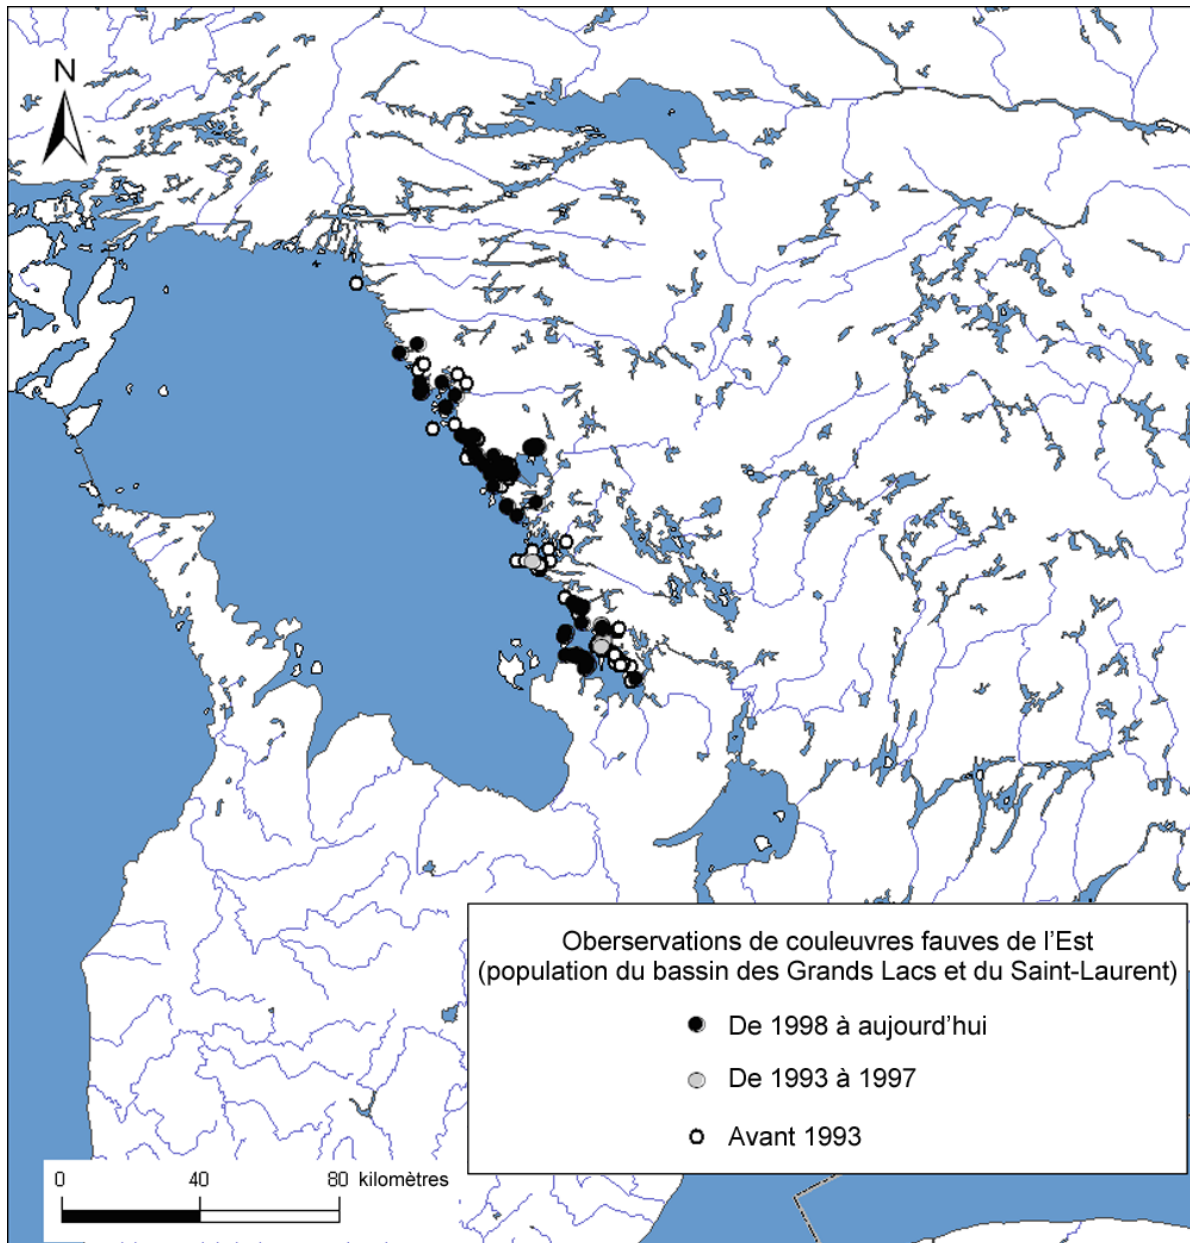 N
Oberservations de couleuvres fauves de l'Est
(population du bassin des Grands Lacs et du Saint-Laurent)
De 1998 à aujourd'hui
De 1993 à 1997
Avant 1993
0 40 80 kilomètres